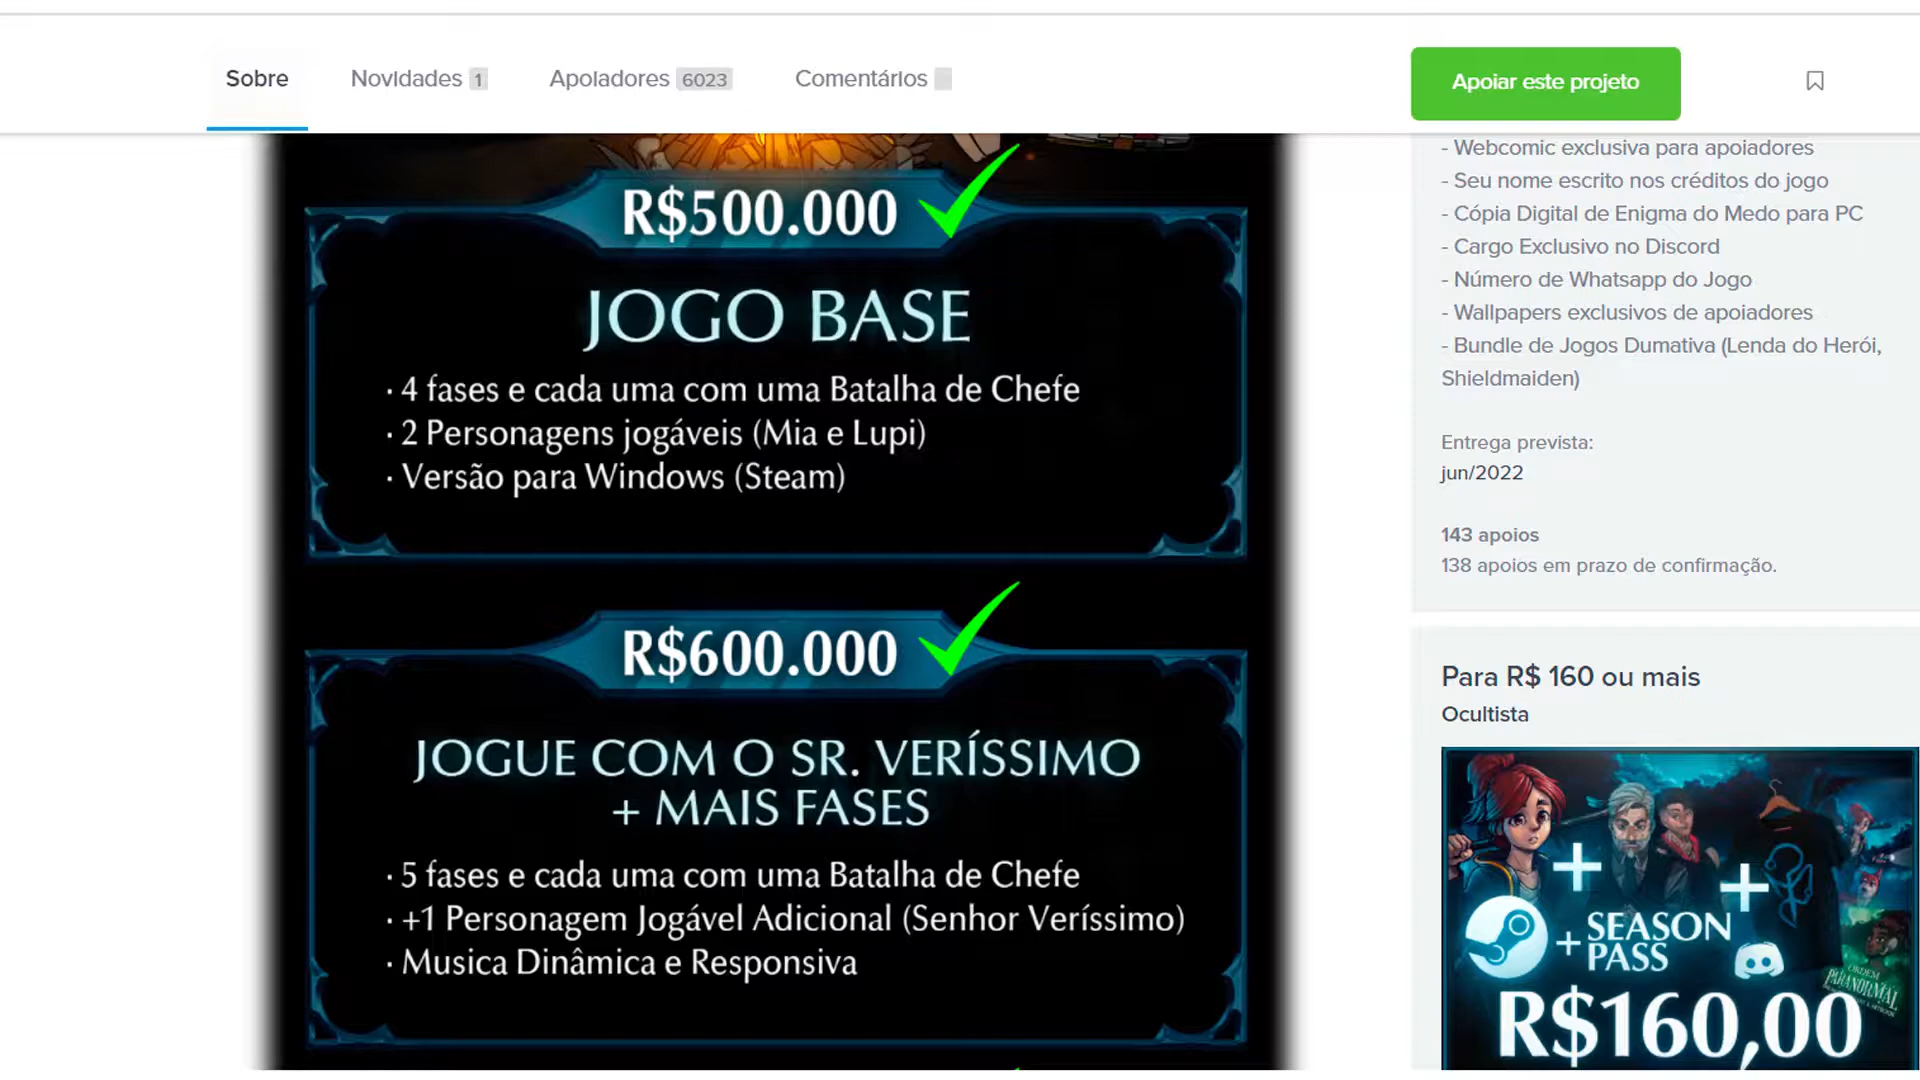 Sobre
Novidades 1
Apoiadores 6023
Comentários
Apoiar este projeto
R$500.000
JOGO BASE
· 4 fases e cada uma com uma Batalha de Chefe
· 2 Personagens jogáveis (Mia e Lupi)
· Versão para Windows (Steam)
R$600.000
JOGUE COM O SR. VERÍSSIMO
+ MAIS FASES
· 5 fases e cada uma com uma Batalha de Chefe
· +1 Personagem Jogável Adicional (Senhor Veríssimo)
· Musica Dinâmica e Responsiva
- Webcomic exclusiva para apoiadores
- Seu nome escrito nos créditos do jogo
- Cópia Digital de Enigma do Medo para PC
- Cargo Exclusivo no Discord
- Número de Whatsapp do Jogo
- Wallpapers exclusivos de apoiadores
- Bundle de Jogos Dumativa (Lenda do Herói,
Shieldmaiden)
Entrega prevista:
jun/2022
143 apoios
138 apoios em prazo de confirmação.
Para R$ 160 ou mais
Ocultista
+ +
+ SEASON
PASS
ORDEM
PARANORMAL
R$160,00